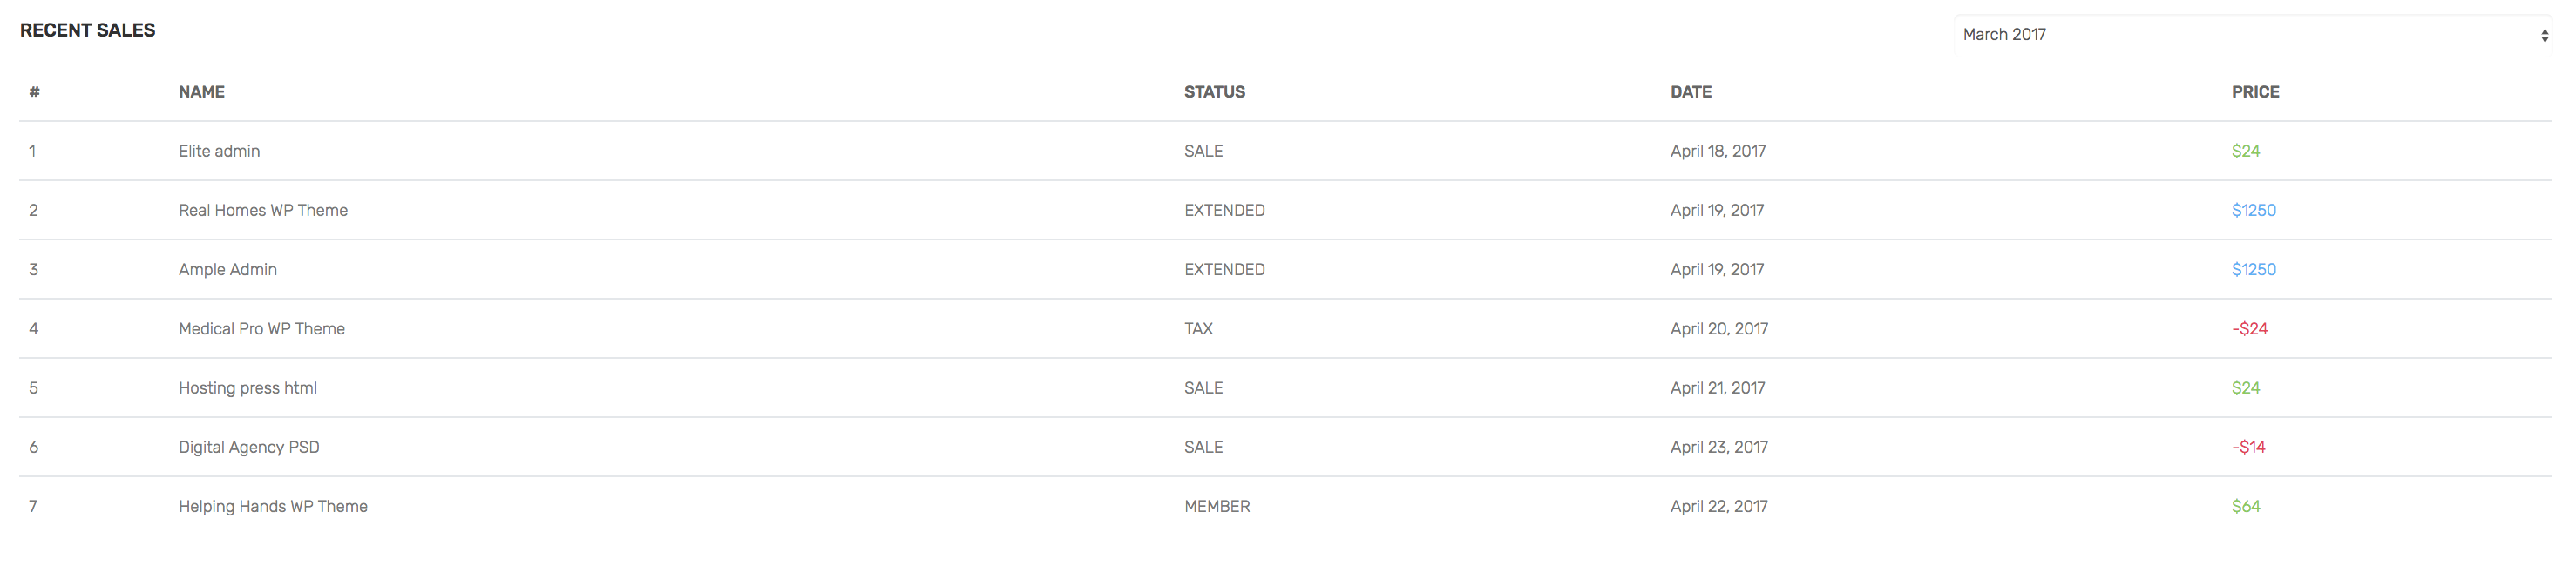 RECENT SALES March 2017
# NAME STATUS DATE PRICE
1 Elite admin SALE April 18, 2017 $24
2 Real Homes WP Theme EXTENDED April 19, 2017 $1250
3 Ample Admin EXTENDED April 19, 2017 $1250
4 Medical Pro WP Theme TAX April 20, 2017 -$24
5 Hosting press html SALE April 21, 2017 $24
6 Digital Agency PSD SALE April 23, 2017 -$14
7 Helping Hands WP Theme MEMBER April 22, 2017 $64